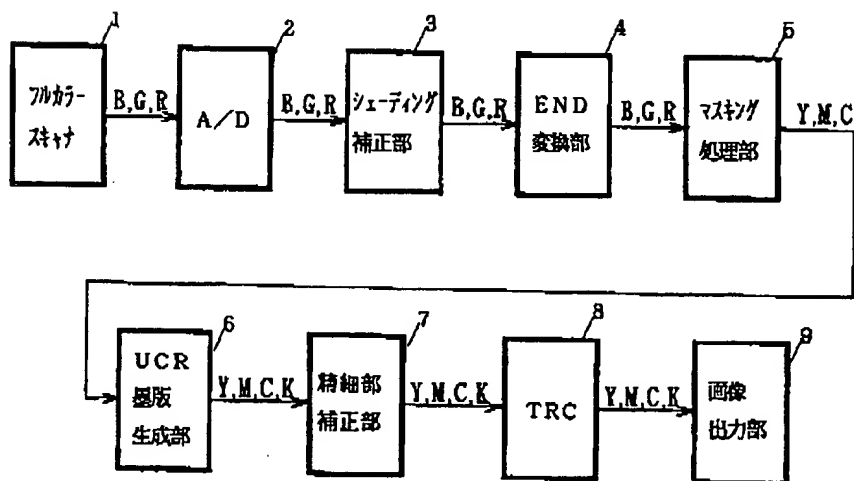 1
2
3
4
5
フルカラー
スキャナ
B,G,R
A/D
B,G,R
シェーディング
補正部
B,G,R
END
変換部
B,G,R
マスキング
処理部
Y,M,C
6
7
8
9
UCR
墨版
生成部
Y,M,C,K
精細部
補正部
Y,M,C,K
TRC
Y,M,C,K
画像
出力部